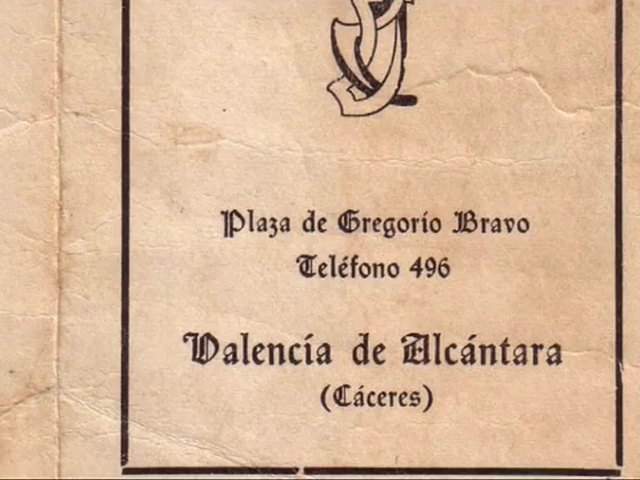 Plaza de Gregorio Bravo
Teléfono 496
Valencia de Alcántara
(Cáceres)